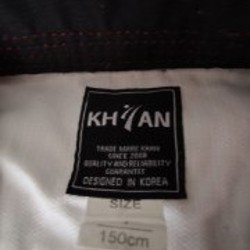 KHAN
TRADE MARK KHAN
SINCE 2008
QUALITY AND RELIABILITY
GUARANTEE
DESIGNED IN KOREA
SIZE
150cm